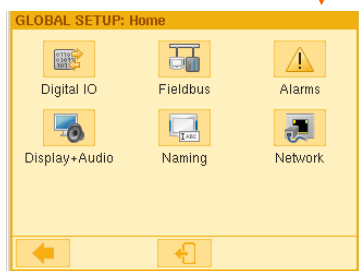 GLOBAL SETUP: Home
Digital IO
Fieldbus
Alarms
Display+Audio
Naming
Network